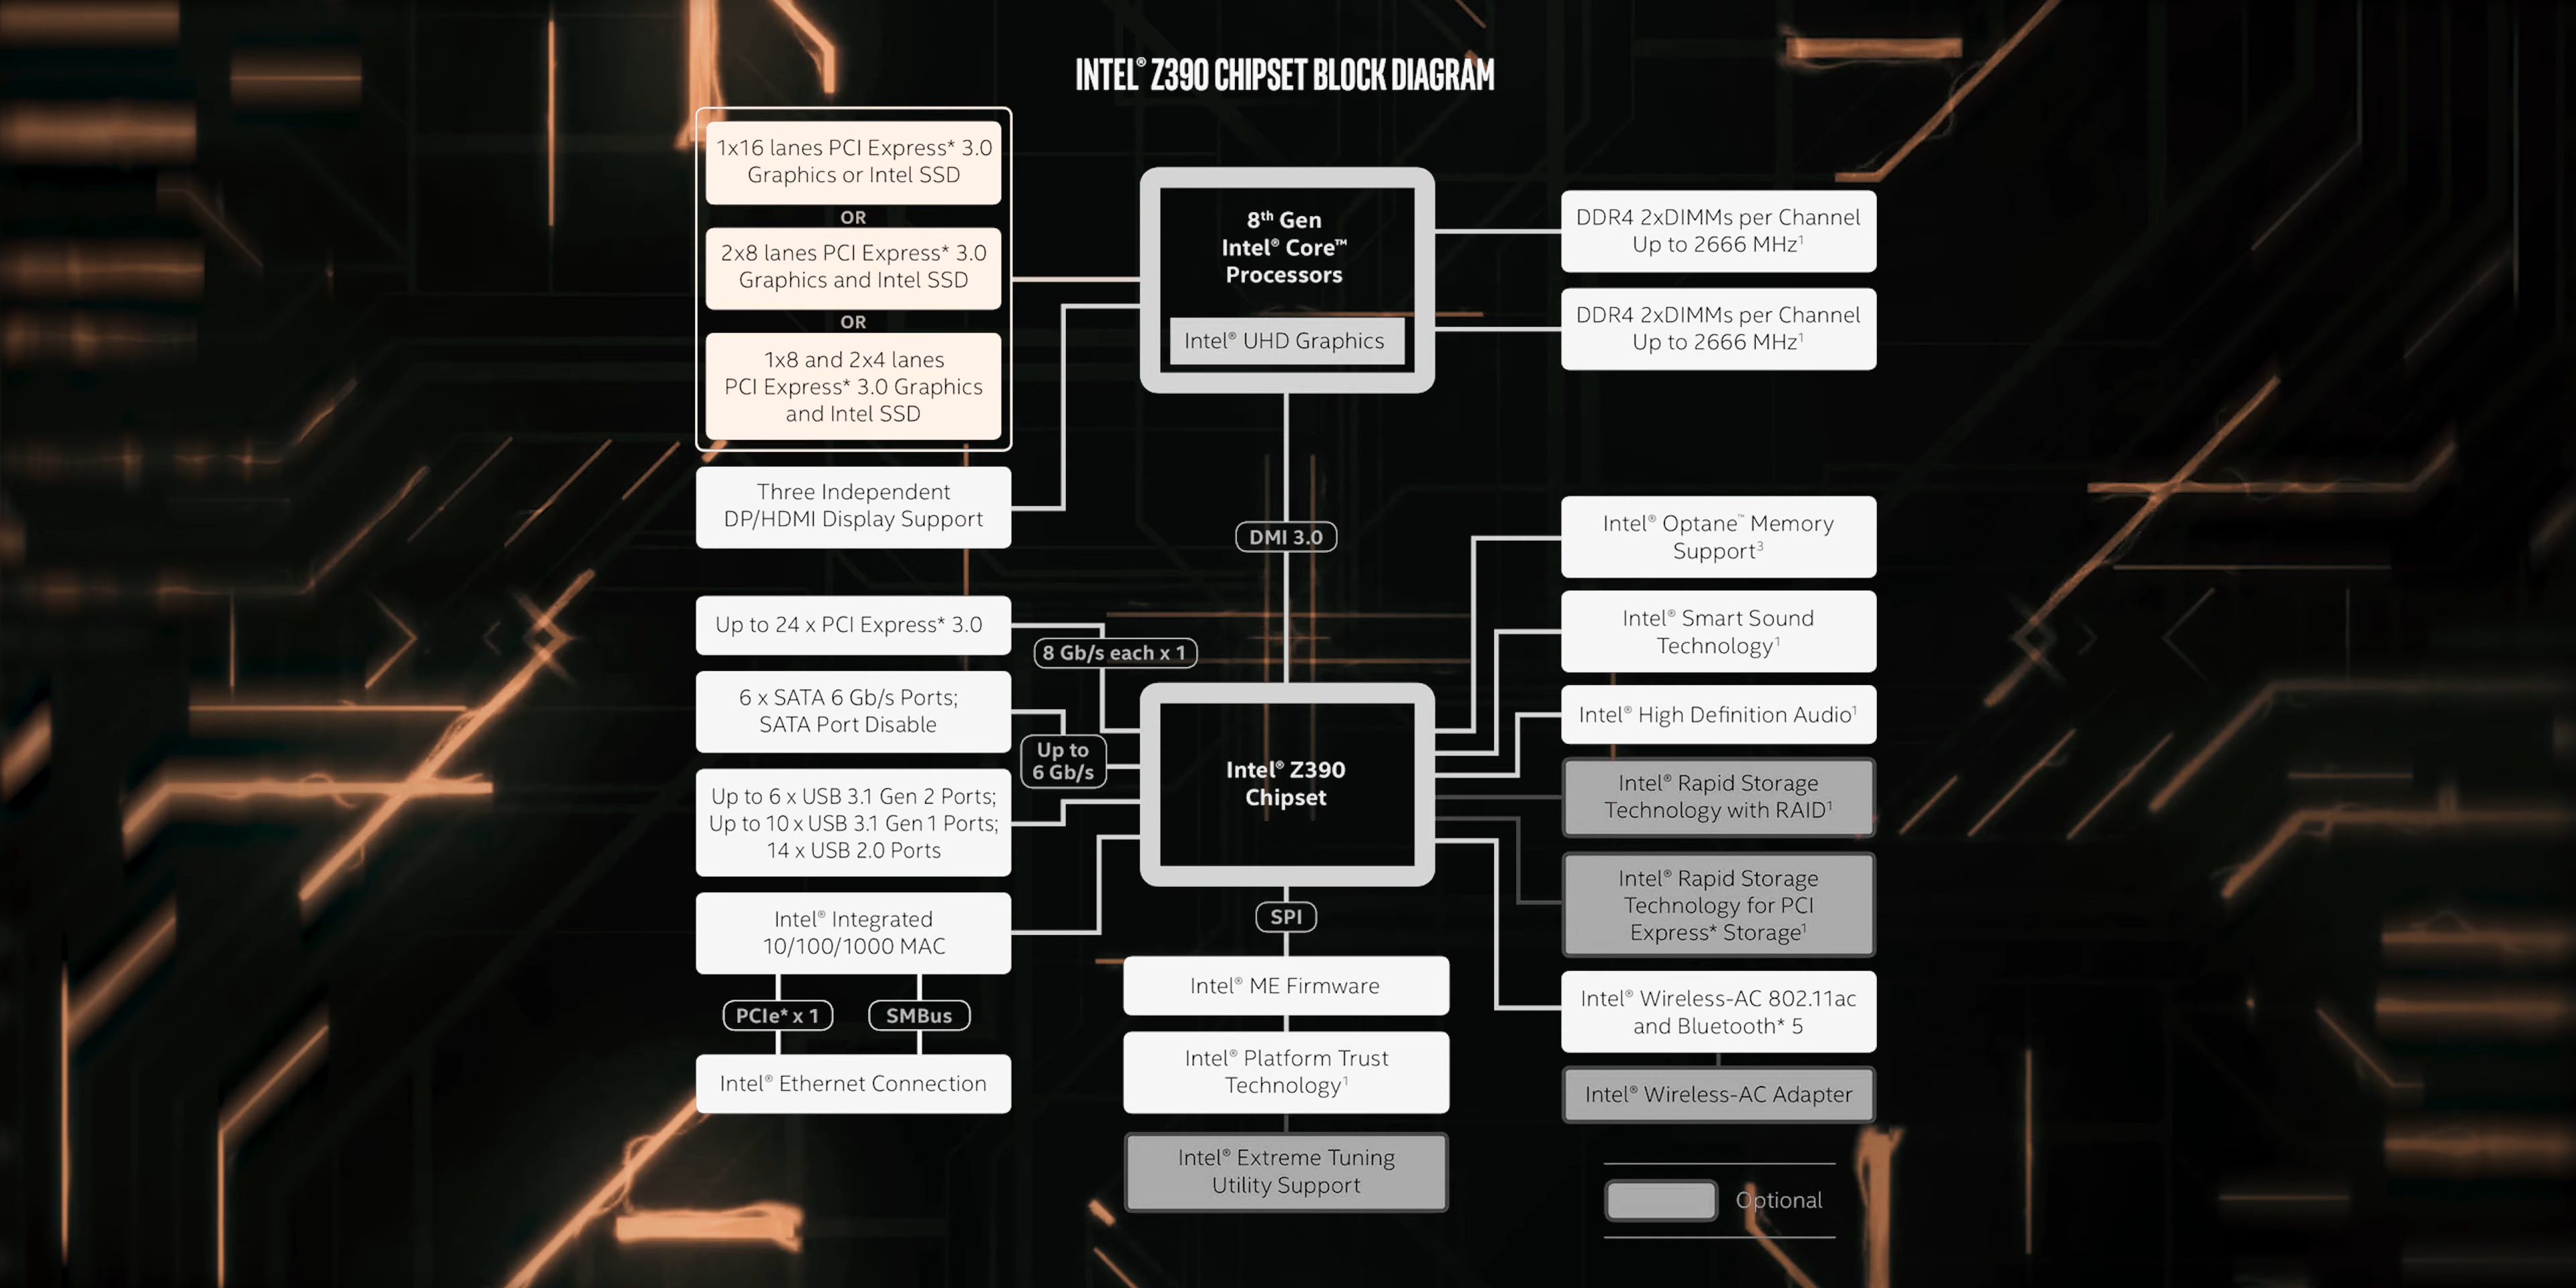 INTEL® Z390 CHIPSET BLOCK DIAGRAM
1x16 lanes PCI Express* 3.0
Graphics or Intel SSD
OR
2x8 lanes PCI Express* 3.0
Graphics and Intel SSD
OR
1x8 and 2x4 lanes
PCI Express* 3.0 Graphics
and Intel SSD
Three Independent
DP/HDMI Display Support
8th Gen
Intel® Core™
Processors
Intel® UHD Graphics
DDR4 2xDIMMs per Channel
Up to 2666 MHz¹
DDR4 2xDIMMs per Channel
Up to 2666 MHz¹
DMI 3.0
Up to 24 x PCI Express* 3.0
8 Gb/s each x 1
6 x SATA 6 Gb/s Ports;
SATA Port Disable
Up to
6 Gb/s
Up to 6 x USB 3.1 Gen 2 Ports;
Up to 10 x USB 3.1 Gen 1 Ports;
14 x USB 2.0 Ports
Intel® Integrated
10/100/1000 MAC
PCIe* x 1
SMBus
Intel® Ethernet Connection
Intel® Z390
Chipset
SPI
Intel® ME Firmware
Intel® Platform Trust
Technology¹
Intel® Extreme Tuning
Utility Support
Intel® Optane™ Memory
Support³
Intel® Smart Sound
Technology¹
Intel® High Definition Audio¹
Intel® Rapid Storage
Technology with RAID¹
Intel® Rapid Storage
Technology for PCI
Express* Storage¹
Intel® Wireless-AC 802.11ac
and Bluetooth* 5
Intel® Wireless-AC Adapter
Optional